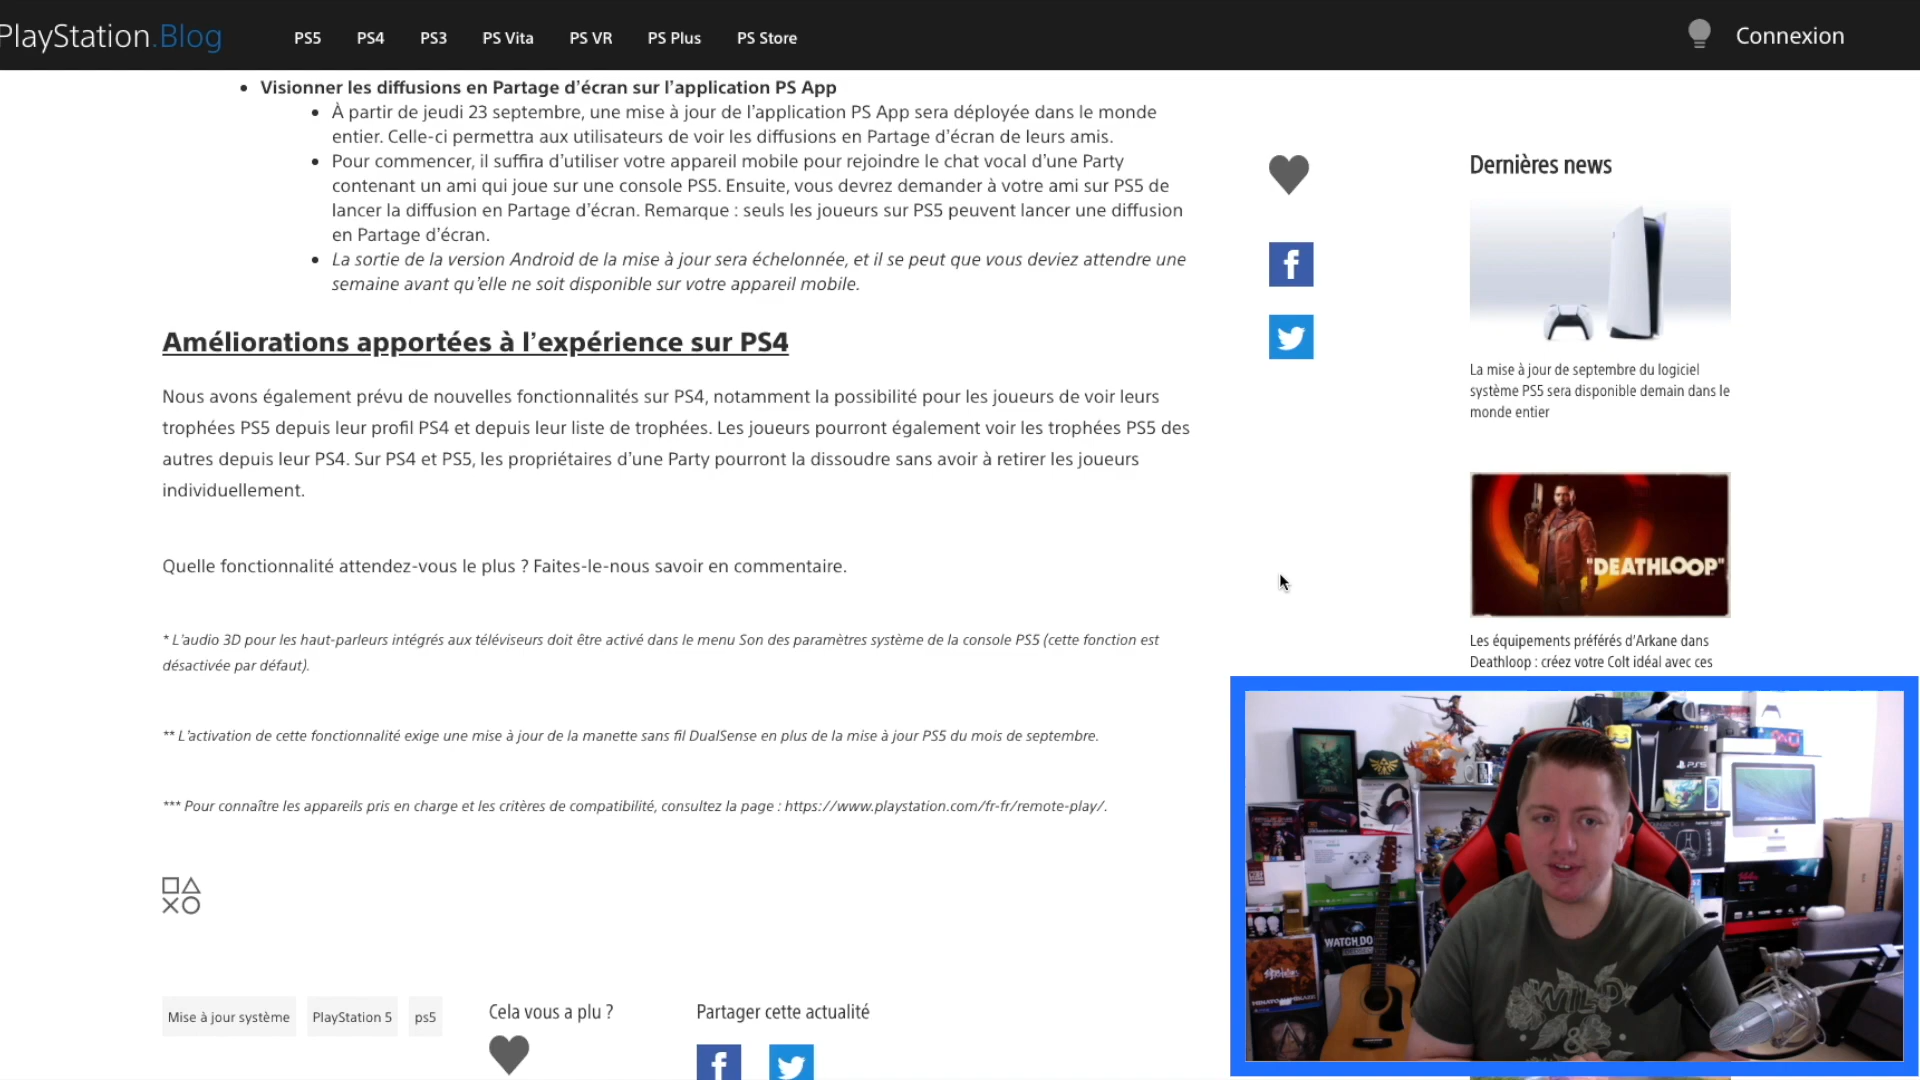 PlayStation.Blog
PS5 PS4 PS3 PS Vita PS VR PS Plus PS Store
Connexion
• Visionner les diffusions en Partage d’écran sur l’application PS App
• À partir de jeudi 23 septembre, une mise à jour de l’application PS App sera déployée dans le monde
entier. Celle-ci permettra aux utilisateurs de voir les diffusions en Partage d’écran de leurs amis.
• Pour commencer, il suffira d’utiliser votre appareil mobile pour rejoindre le chat vocal d’une Party
contenant un ami qui joue sur une console PS5. Ensuite, vous devrez demander à votre ami sur PS5 de
lancer la diffusion en Partage d’écran. Remarque : seuls les joueurs sur PS5 peuvent lancer une diffusion
en Partage d’écran.
• La sortie de la version Android de la mise à jour sera échelonnée, et il se peut que vous deviez attendre une
semaine avant qu’elle ne soit disponible sur votre appareil mobile.
Améliorations apportées à l’expérience sur PS4
Nous avons également prévu de nouvelles fonctionnalités sur PS4, notamment la possibilité pour les joueurs de voir leurs
trophées PS5 depuis leur profil PS4 et depuis leur liste de trophées. Les joueurs pourront également voir les trophées PS5 des
autres depuis leur PS4. Sur PS4 et PS5, les propriétaires d’une Party pourront la dissoudre sans avoir à retirer les joueurs
individuellement.
Quelle fonctionnalité attendez-vous le plus ? Faites-le-nous savoir en commentaire.
* L’audio 3D pour les haut-parleurs intégrés aux téléviseurs doit être activé dans le menu Son des paramètres système de la console PS5 (cette fonction est
désactivée par défaut).
** L’activation de cette fonctionnalité exige une mise à jour de la manette sans fil DualSense en plus de la mise à jour PS5 du mois de septembre.
*** Pour connaître les appareils pris en charge et les critères de compatibilité, consultez la page : https://www.playstation.com/fr-fr/remote-play/.
Mise à jour système
PlayStation 5
ps5
Cela vous a plu ?
Partager cette actualité
Dernières news
La mise à jour de septembre du logiciel
système PS5 sera disponible demain dans le
monde entier
"DEATHLOOP"
Les équipements préférés d’Arkane dans
Deathloop : créez votre Colt idéal avec ces
PS5
WATCH_DO
WILD